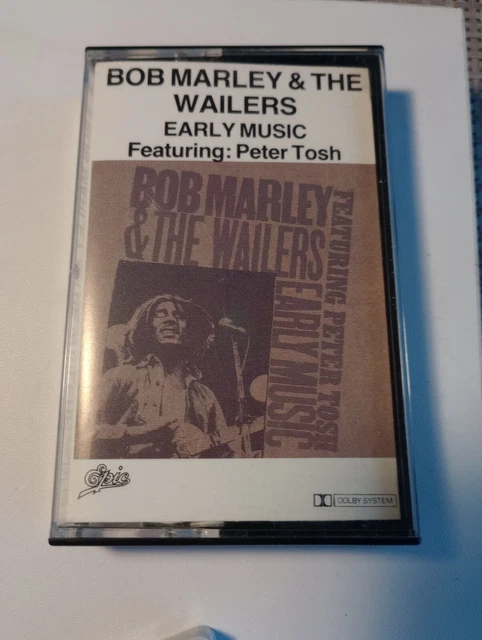 BOB MARLEY & THE
WAILERS
EARLY MUSIC
Featuring: Peter Tosh
BOB MARLEY
& THE WAILERS
EARLY MUSIC
FEATURING PETER TOSH
Epic
DOLBY SYSTEM